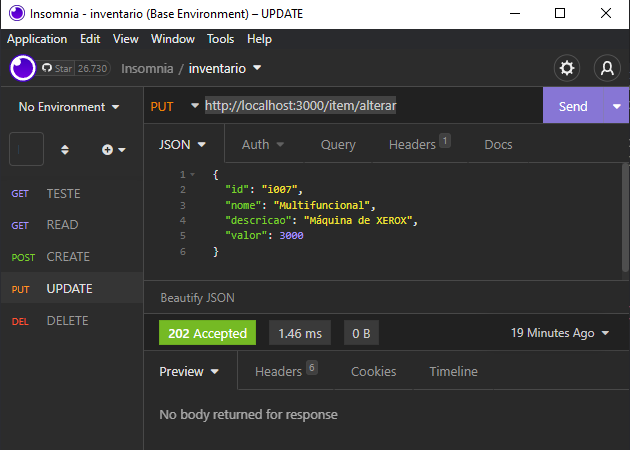 Insomnia - inventario (Base Environment) – UPDATE
Application Edit View Window Tools Help
Star 26.730 Insomnia / inventario
No Environment
PUT http://localhost:3000/item/alterar Send
JSON Auth Query Headers 1 Docs
GET TESTE
GET READ
POST CREATE
PUT UPDATE
DEL DELETE
1 {
2 "id": "i007",
3 "nome": "Multifuncional",
4 "descricao": "Máquina de XEROX",
5 "valor": 3000
6 }
Beautify JSON
202 Accepted 1.46 ms 0 B 19 Minutes Ago
Preview Headers 6 Cookies Timeline
No body returned for response